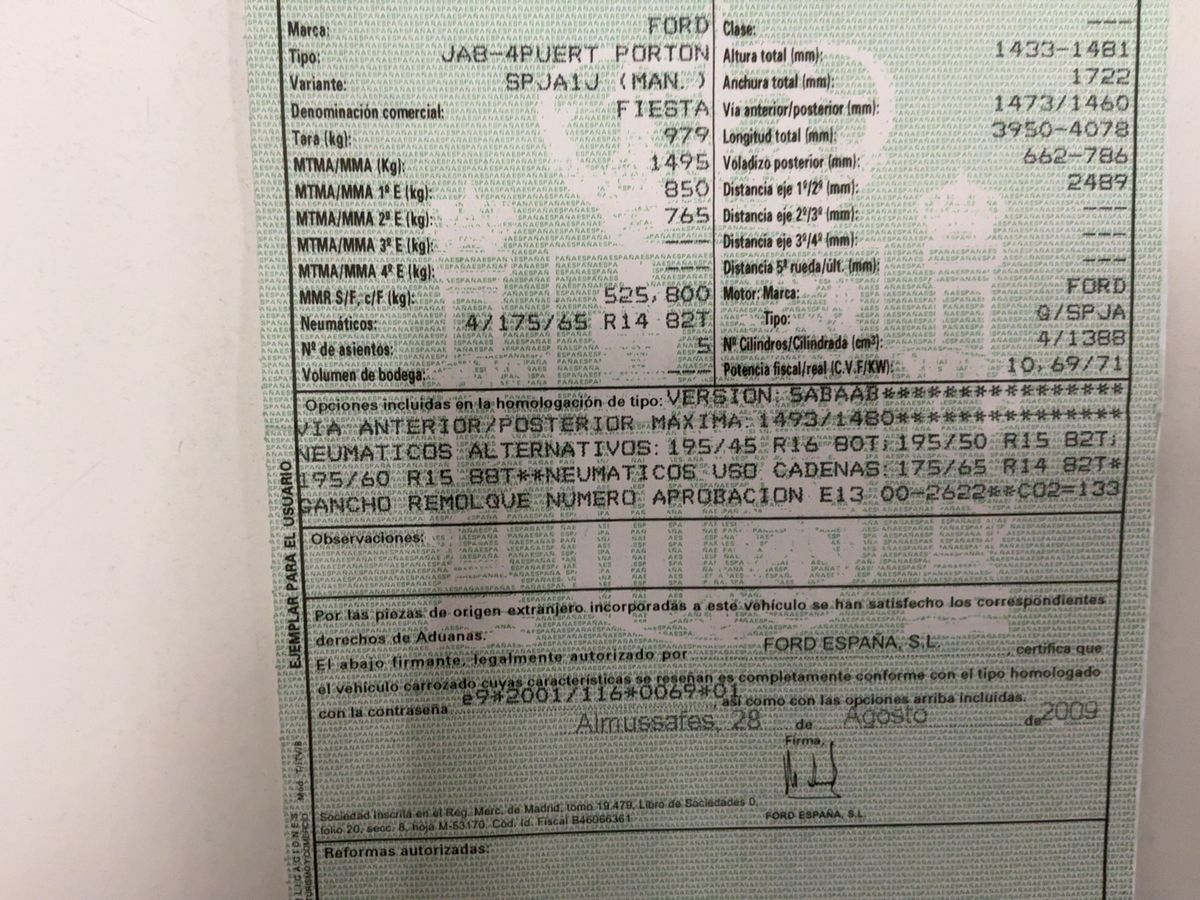 Marca: FORD
Tipo: JA8-4PUERT PORTON
Variante: SPJA1J (MAN.)
Denominación comercial: FIESTA
Tara (kg): 979
MTMA/MMA (Kg): 1495
MTMA/MMA 1º E (kg): 850
MTMA/MMA 2º E (kg): 765
MTMA/MMA 3º E (kg): ---
MTMA/MMA 4º E (kg): ---
MMR S/F, c/F (kg): 525,800
Neumáticos: 4/175/65 R14 82T
Nº de asientos: 5
Volumen de bodega: ---
Clase: ---
Altura total (mm): 1433-1481
Anchura total (mm): 1722
Vía anterior/posterior (mm): 1473/1460
Longitud total (mm): 3950-4078
Voladizo posterior (mm): 662-786
Distancia eje 1º/2º (mm): 2489
Distancia eje 2º/3º (mm): ---
Distancia eje 3º/4º (mm): ---
Distancia 5ª rueda/últ. (mm): ---
Motor: Marca: FORD
Tipo: G/SPJA
Nº Cilindros/Cilindrada (cm³): 4/1388
Potencia fiscal/real (C.V.F/KW): 10,69/71
Opciones incluidas en la homologación de tipo: VERSION: 5ABAAB****************
VIA ANTERIOR/POSTERIOR MAXIMA: 1493/1480***************
NEUMATICOS ALTERNATIVOS: 195/45 R16 80T; 195/50 R15 82T;
195/60 R15 88T**NEUMATICOS USO CADENAS: 175/65 R14 82T*
GANCHO REMOLQUE NUMERO APROBACION E13 00-2622**CO2=133
Observaciones:
Por las piezas de origen extranjero incorporadas a este vehículo se han satisfecho los correspondientes
derechos de Aduanas.
El abajo firmante, legalmente autorizado por FORD ESPAÑA, S.L. , certifica que
el vehículo carrozado cuyas características se reseñan es completamente conforme con el tipo homologado
con la contraseña e9*2001/116*0069*01, así como con las opciones arriba incluidas.
Almussafes, 28 de Agosto de 2009
Firma,
FORD ESPAÑA, S.L.
Sociedad Inscrita en el Reg. Merc. de Madrid, tomo 19.479, Libro de Sociedades 0,
folio 20, secc. 8, hoja M-53170. Cód. Id. Fiscal B46066361
Reformas autorizadas:
EJEMPLAR PARA EL USUARIO